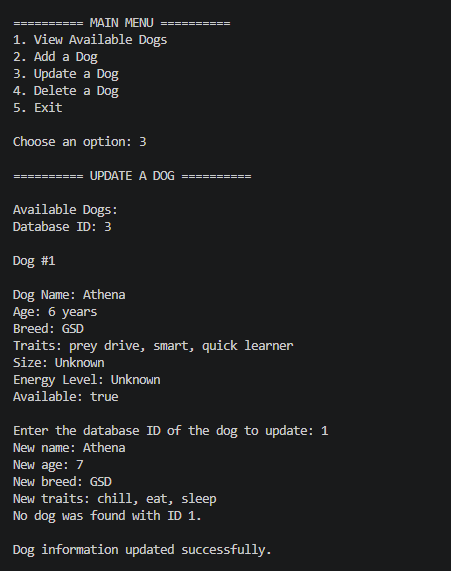 ========== MAIN MENU ==========
1. View Available Dogs
2. Add a Dog
3. Update a Dog
4. Delete a Dog
5. Exit
Choose an option: 3
========== UPDATE A DOG ==========
Available Dogs:
Database ID: 3
Dog #1
Dog Name: Athena
Age: 6 years
Breed: GSD
Traits: prey drive, smart, quick learner
Size: Unknown
Energy Level: Unknown
Available: true
Enter the database ID of the dog to update: 1
New name: Athena
New age: 7
New breed: GSD
New traits: chill, eat, sleep
No dog was found with ID 1.
Dog information updated successfully.